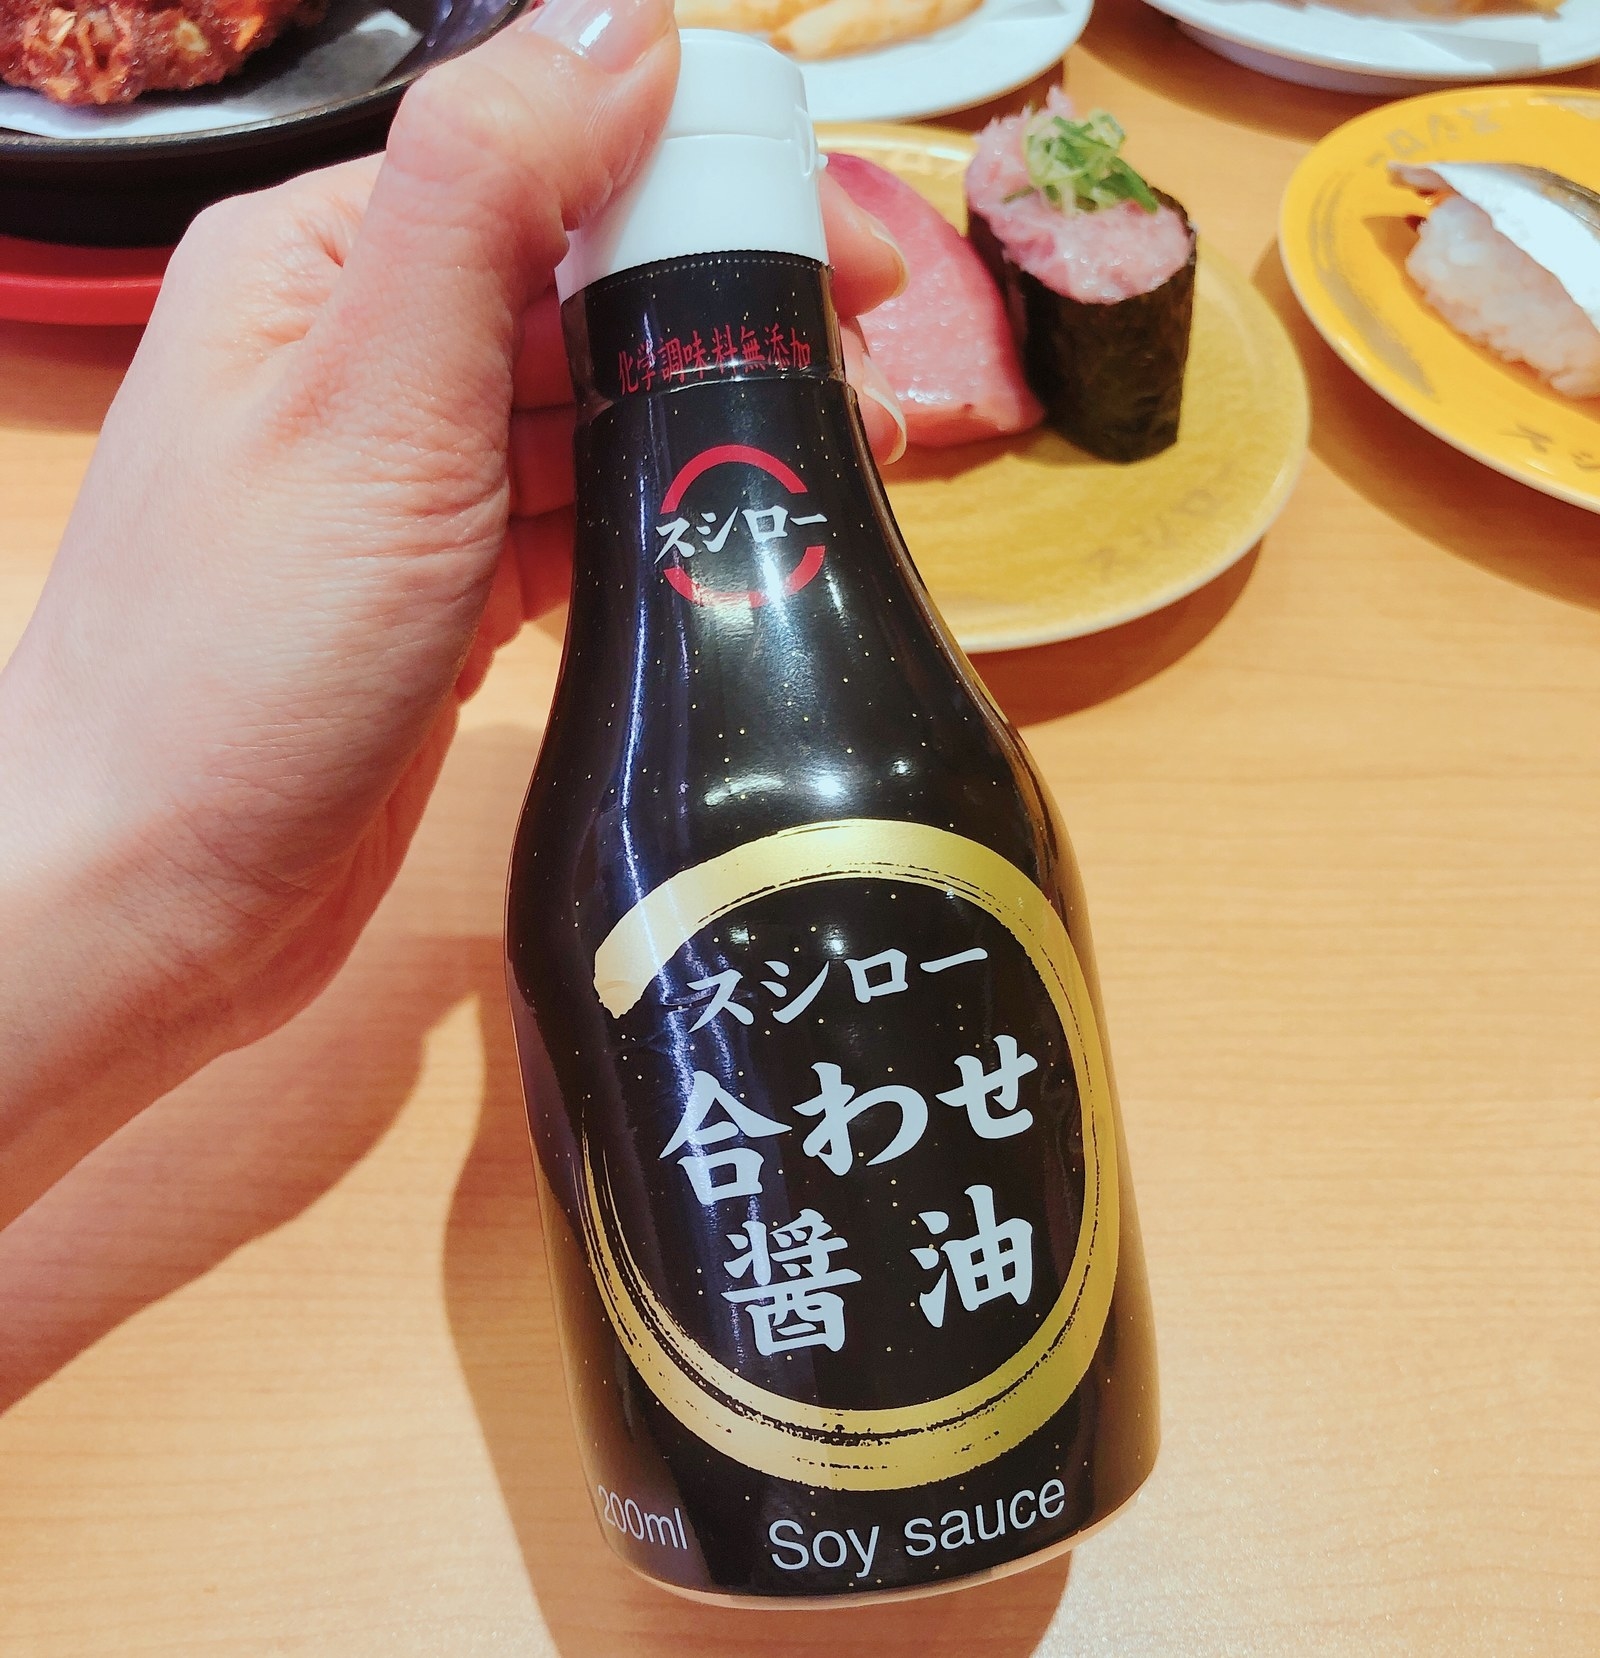 化学調味料無添加
スシロー
スシロー
合わせ
醤油
200ml
Soy sauce